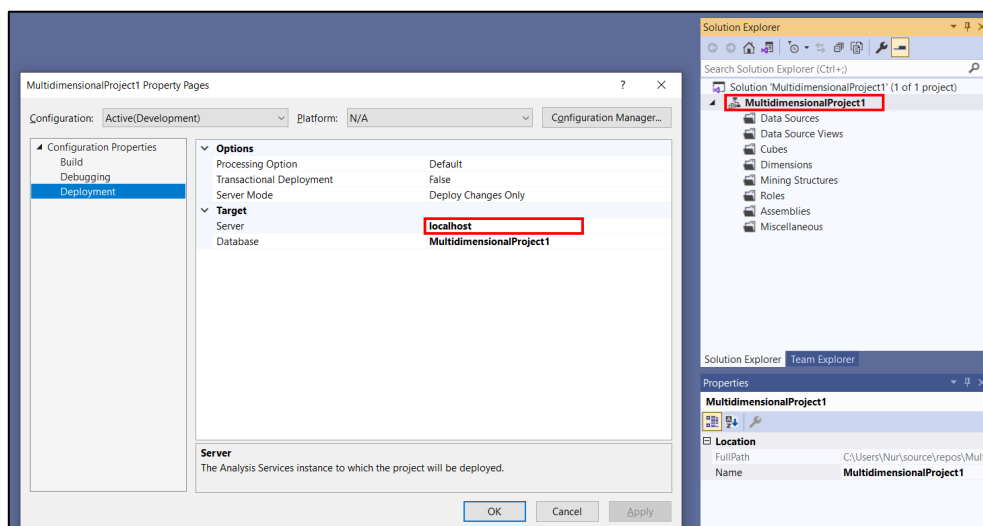 Solution Explorer
Search Solution Explorer (Ctrl+;)
Solution 'MultidimensionalProject1' (1 of 1 project)
MultidimensionalProject1
Data Sources
Data Source Views
Cubes
Dimensions
Mining Structures
Roles
Assemblies
Miscellaneous
Solution Explorer Team Explorer
Properties
MultidimensionalProject1
Location
FullPath C:\Users\Nur\source\repos\Mul
Name MultidimensionalProject1
MultidimensionalProject1 Property Pages ?
Configuration: Active(Development) Platform: N/A Configuration Manager...
Configuration Properties
Build
Debugging
Deployment
Options
Processing Option Default
Transactional Deployment False
Server Mode Deploy Changes Only
Target
Server localhost
Database MultidimensionalProject1
Server
The Analysis Services instance to which the project will be deployed.
OK Cancel Apply